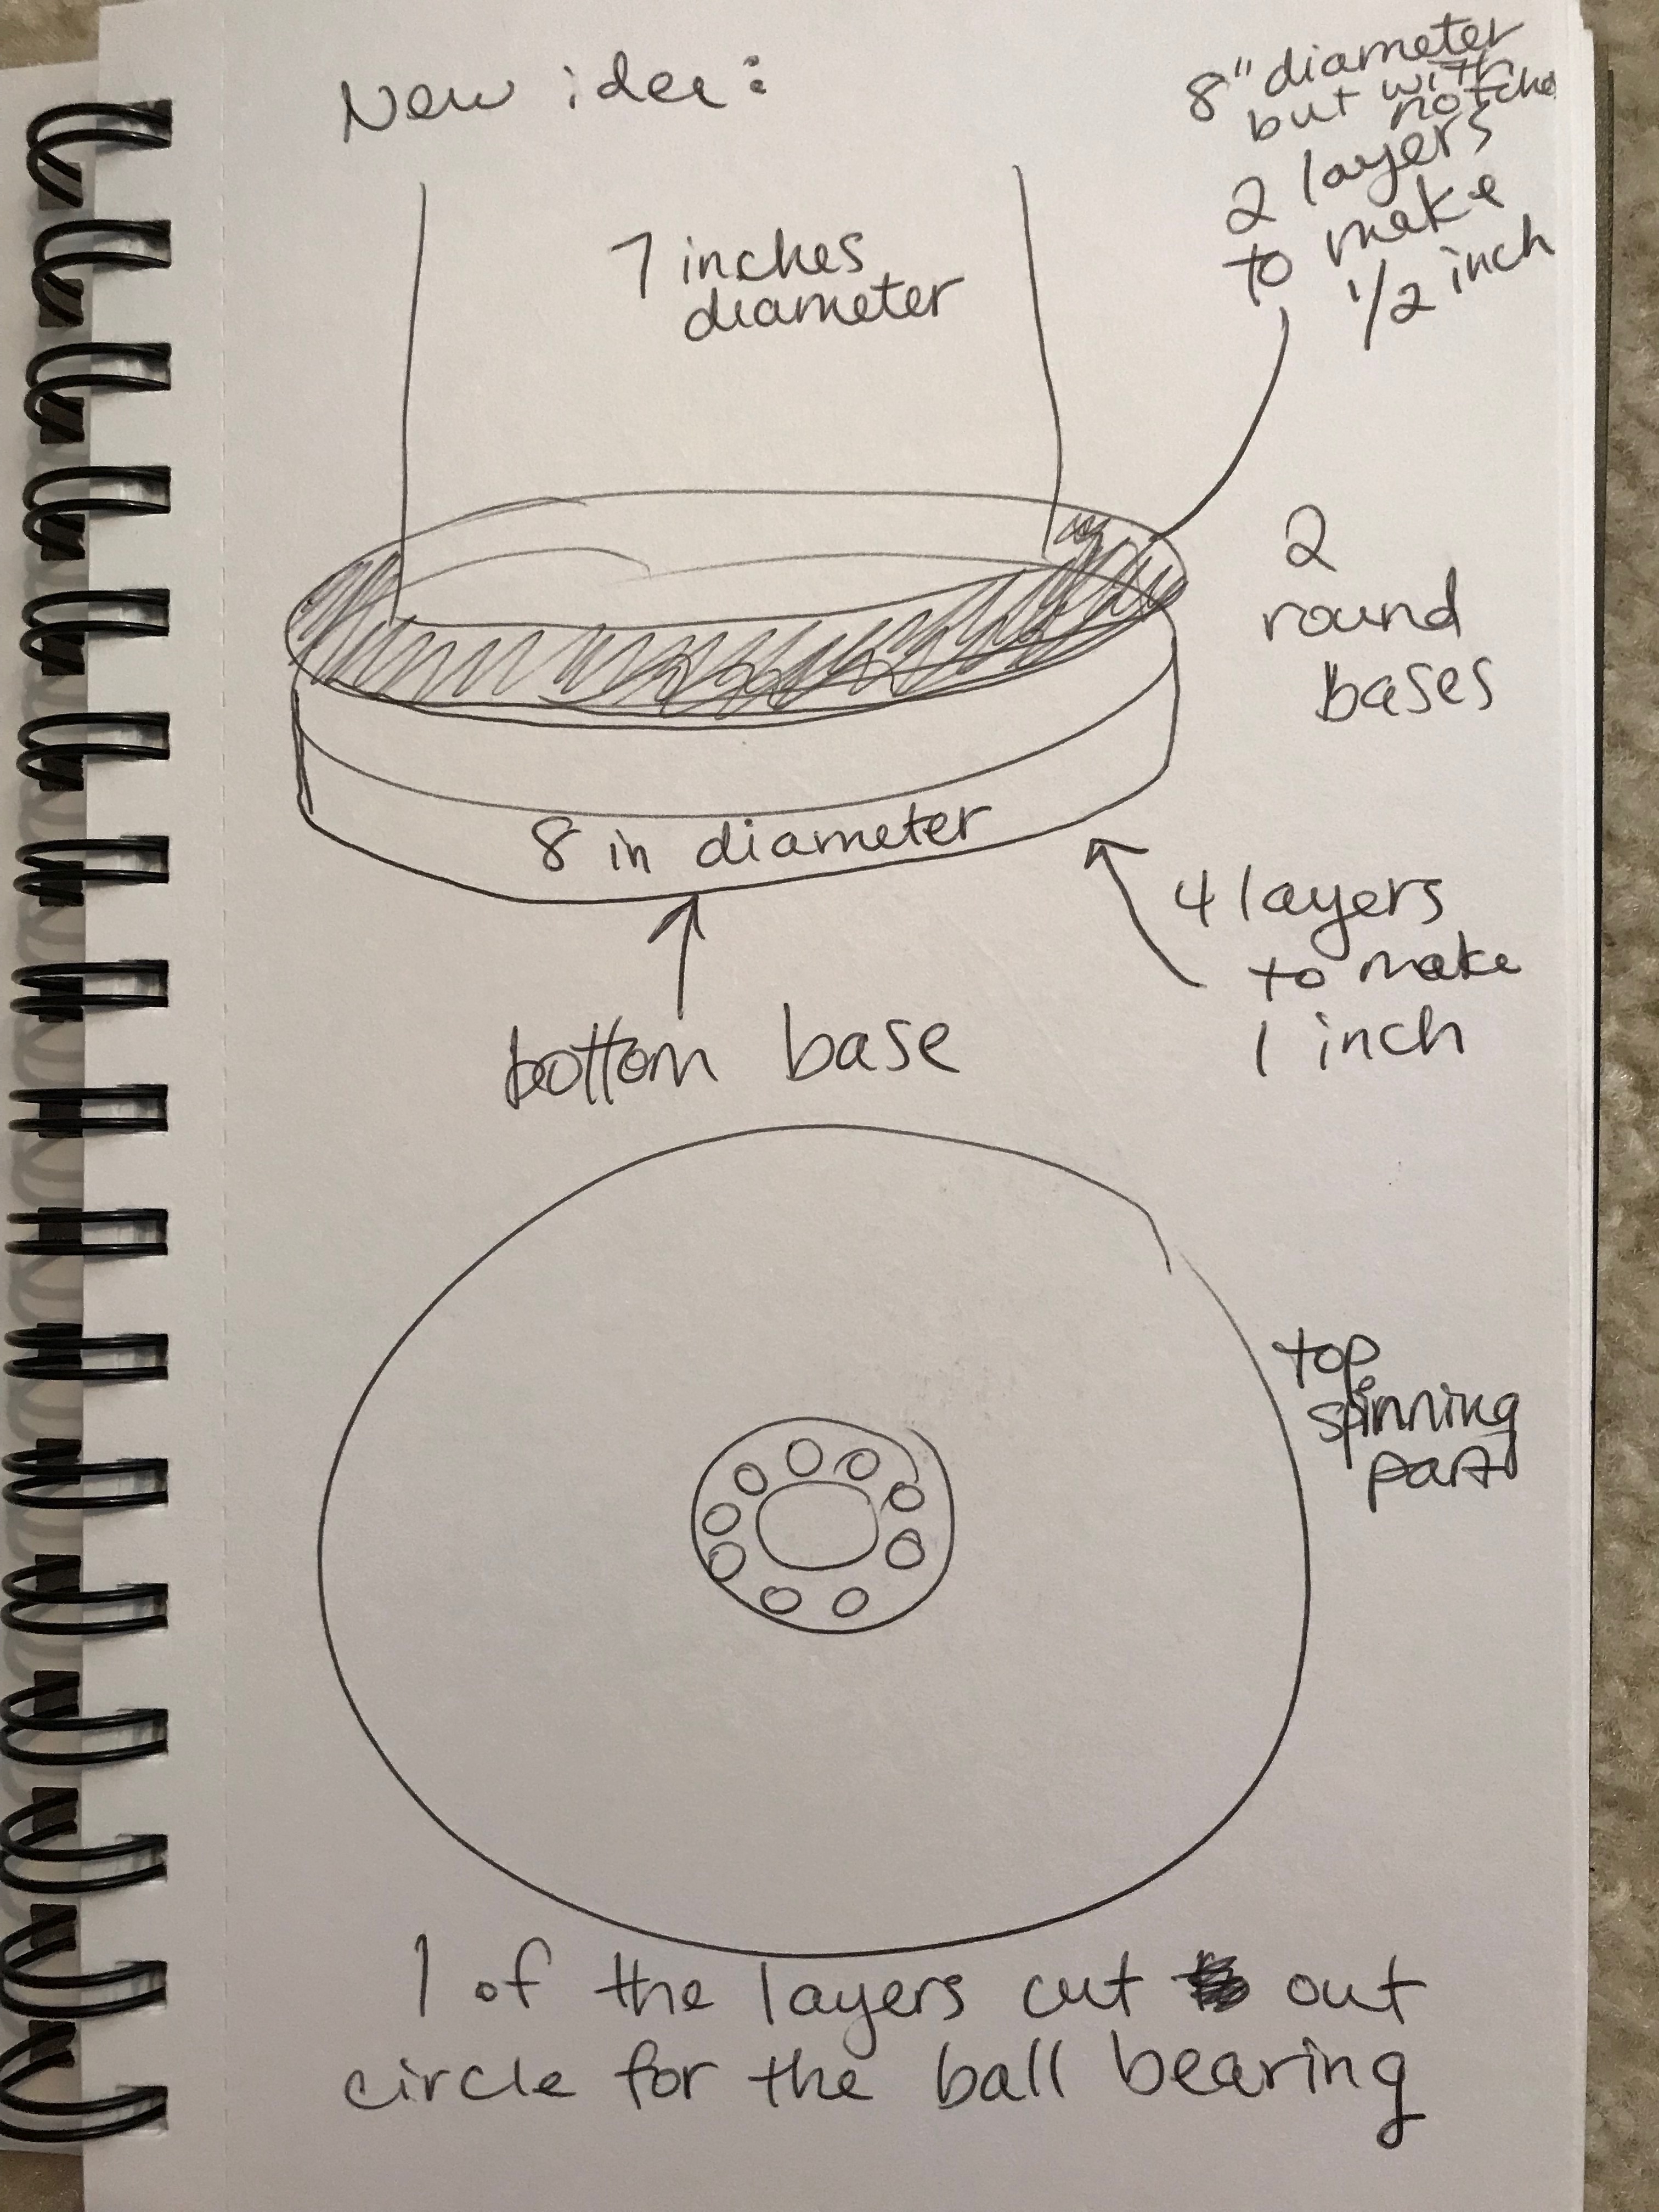 New idea:
8" diameter
but with
notches
2 layers
to make
1/2 inch
7 inches
diameter
2
round
bases
8 in diameter
4 layers
to make
1 inch
bottom base
top
spinning
part
1 of the layers cut out
circle for the ball bearing